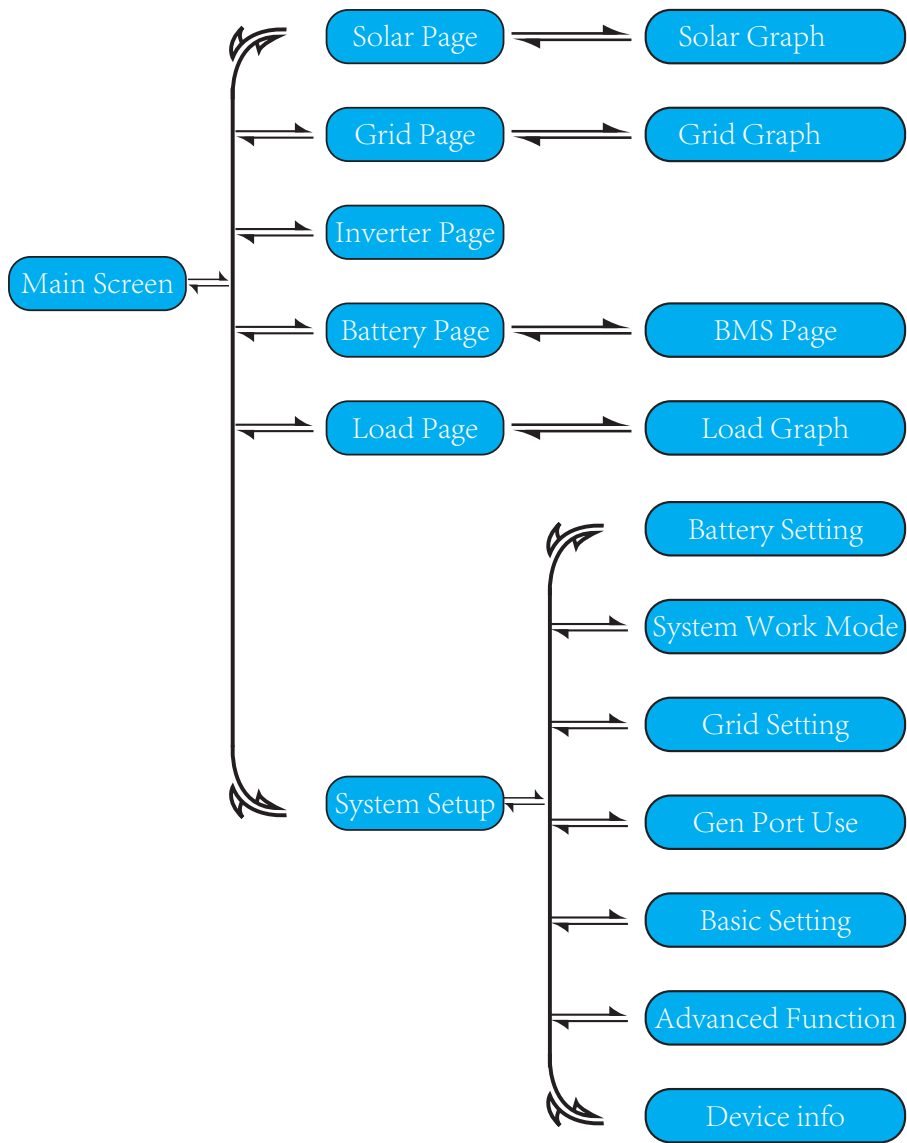 Solar Page
Solar Graph
Grid Page
Grid Graph
Inverter Page
Main Screen
Battery Page
BMS Page
Load Page
Load Graph
Battery Setting
System Work Mode
Grid Setting
System Setup
Gen Port Use
Basic Setting
Advanced Function
Device info